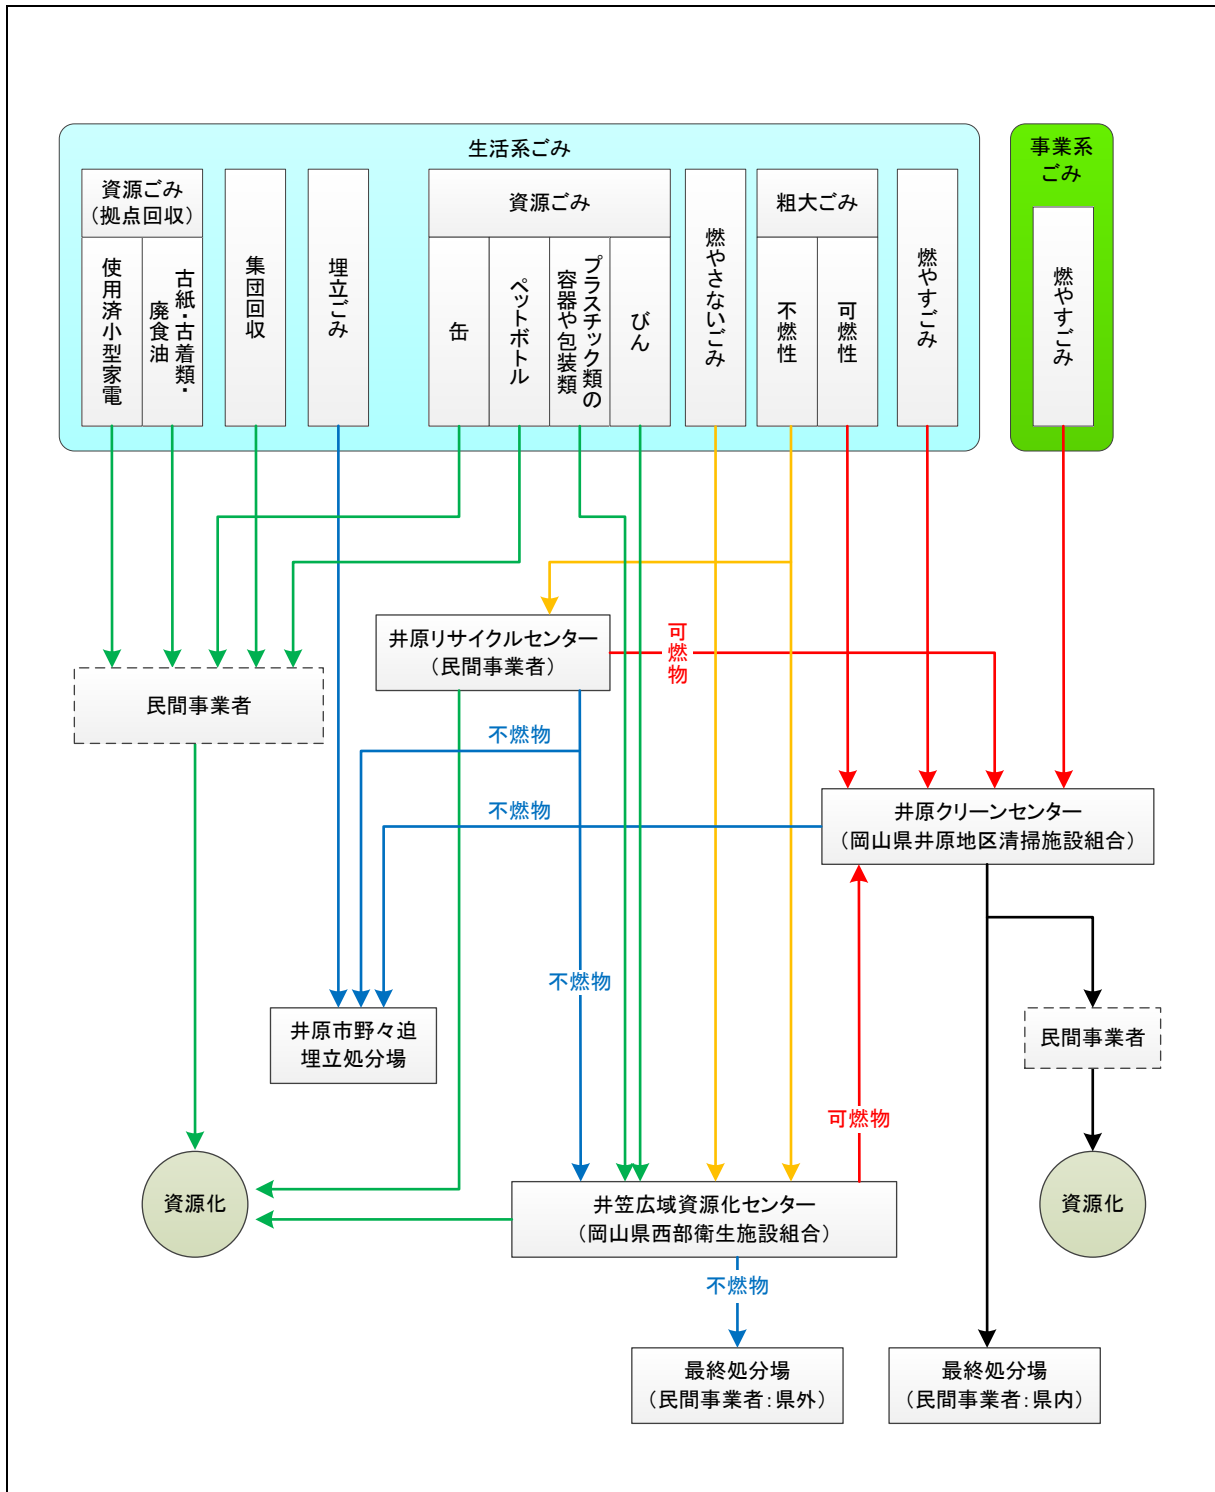 生活系ごみ
事業系
ごみ
資源ごみ
（拠点回収）
使用済小型家電
古紙・古着類・
廃食油
集団回収
埋立ごみ
資源ごみ
缶
ペットボトル
プラスチック類の
容器や包装類
びん
燃やさないごみ
粗大ごみ
不燃性
可燃性
燃やすごみ
燃やすごみ
井原リサイクルセンター
（民間事業者）
可燃物
民間事業者
不燃物
不燃物
井原クリーンセンター
（岡山県井原地区清掃施設組合）
不燃物
井原市野々迫
埋立処分場
民間事業者
可燃物
資源化
井笠広域資源化センター
（岡山県西部衛生施設組合）
資源化
不燃物
最終処分場
（民間事業者：県外）
最終処分場
（民間事業者：県内）